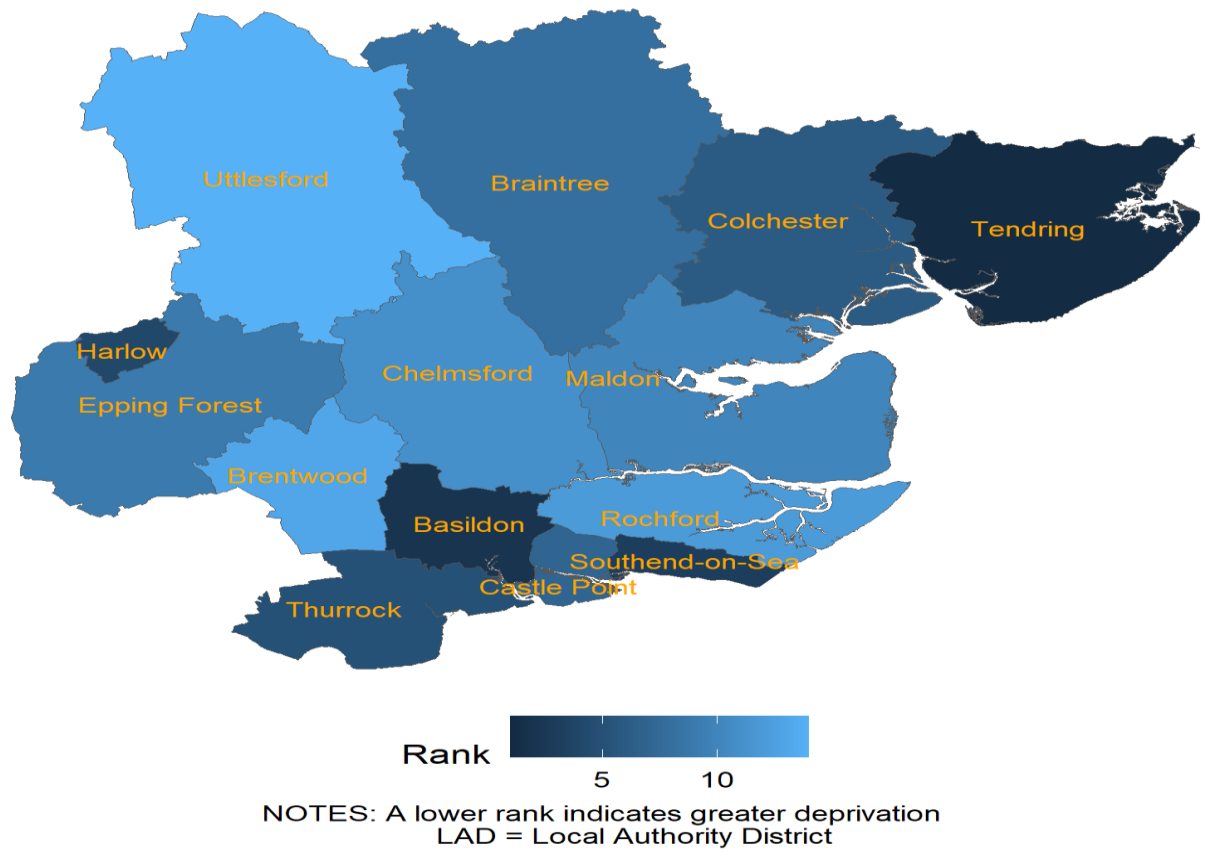 Uttlesford
Braintree
Colchester
Tendring
Harlow
Chelmsford
Maldon
Epping Forest
Brentwood
Basildon
Rochford
Southend-on-Sea
Castle Point
Thurrock
Rank
5 10
NOTES: A lower rank indicates greater deprivation
LAD = Local Authority District